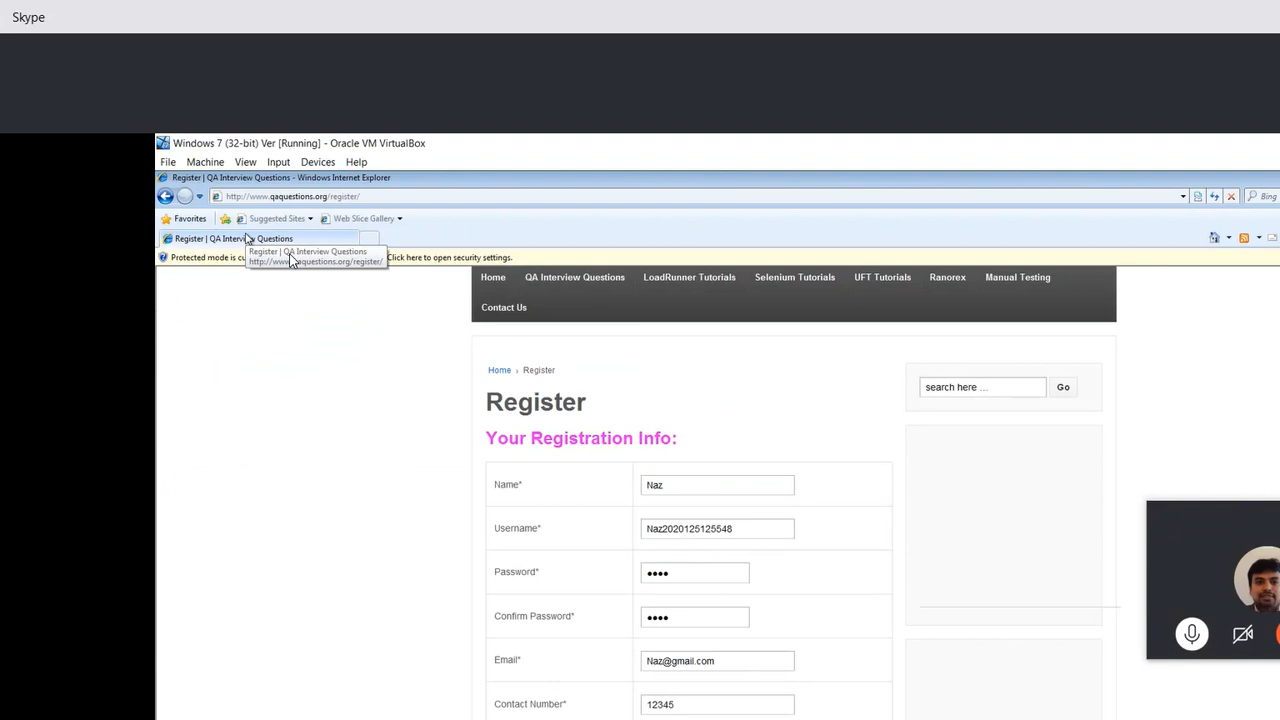 Skype
Windows 7 (32-bit) Ver [Running] - Oracle VM VirtualBox
File Machine View Input Devices Help
Register | QA Interview Questions - Windows Internet Explorer
http://www.qaquestions.org/register/
Bing
Favorites Suggested Sites Web Slice Gallery
Register | QA Interview Questions
Register | QA Interview Questions
Protected mode is Click here to open security settings.
Home QA Interview Questions LoadRunner Tutorials Selenium Tutorials UFT Tutorials Ranorex Manual Testing
Contact Us
Home › Register
search here ... Go
Register
Your Registration Info:
Name* Naz
Username* Naz2020125125548
Password* ••••
Confirm Password* ••••
Email* Naz@gmail.com
Contact Number* 12345